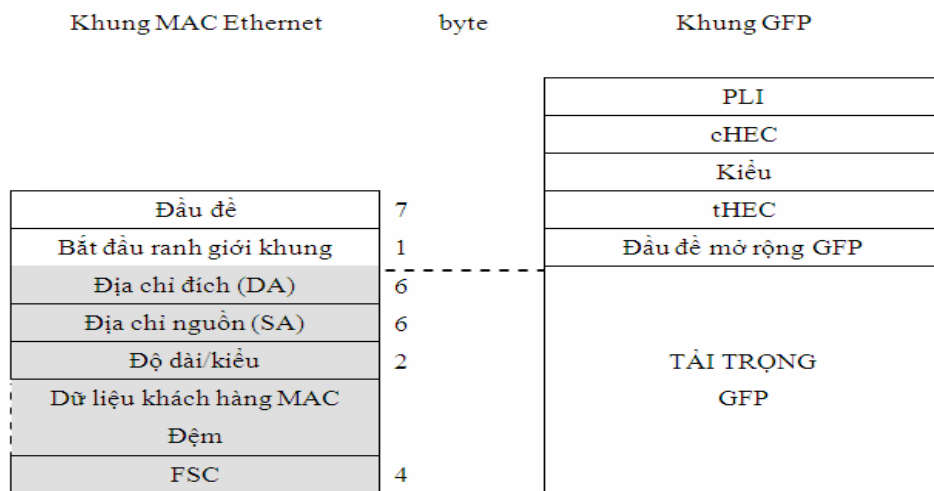 Khung MAC Ethernet byte Khung GFP
PLI
cHEC
Kiểu
Đầu đề 7 tHEC
Bắt đầu ranh giới khung 1 Đầu đề mở rộng GFP
Địa chỉ đích (DA) 6
Địa chỉ nguồn (SA) 6
Độ dài/kiểu 2 TẢI TRỌNG
Dữ liệu khách hàng MAC GFP
Đệm
FSC 4